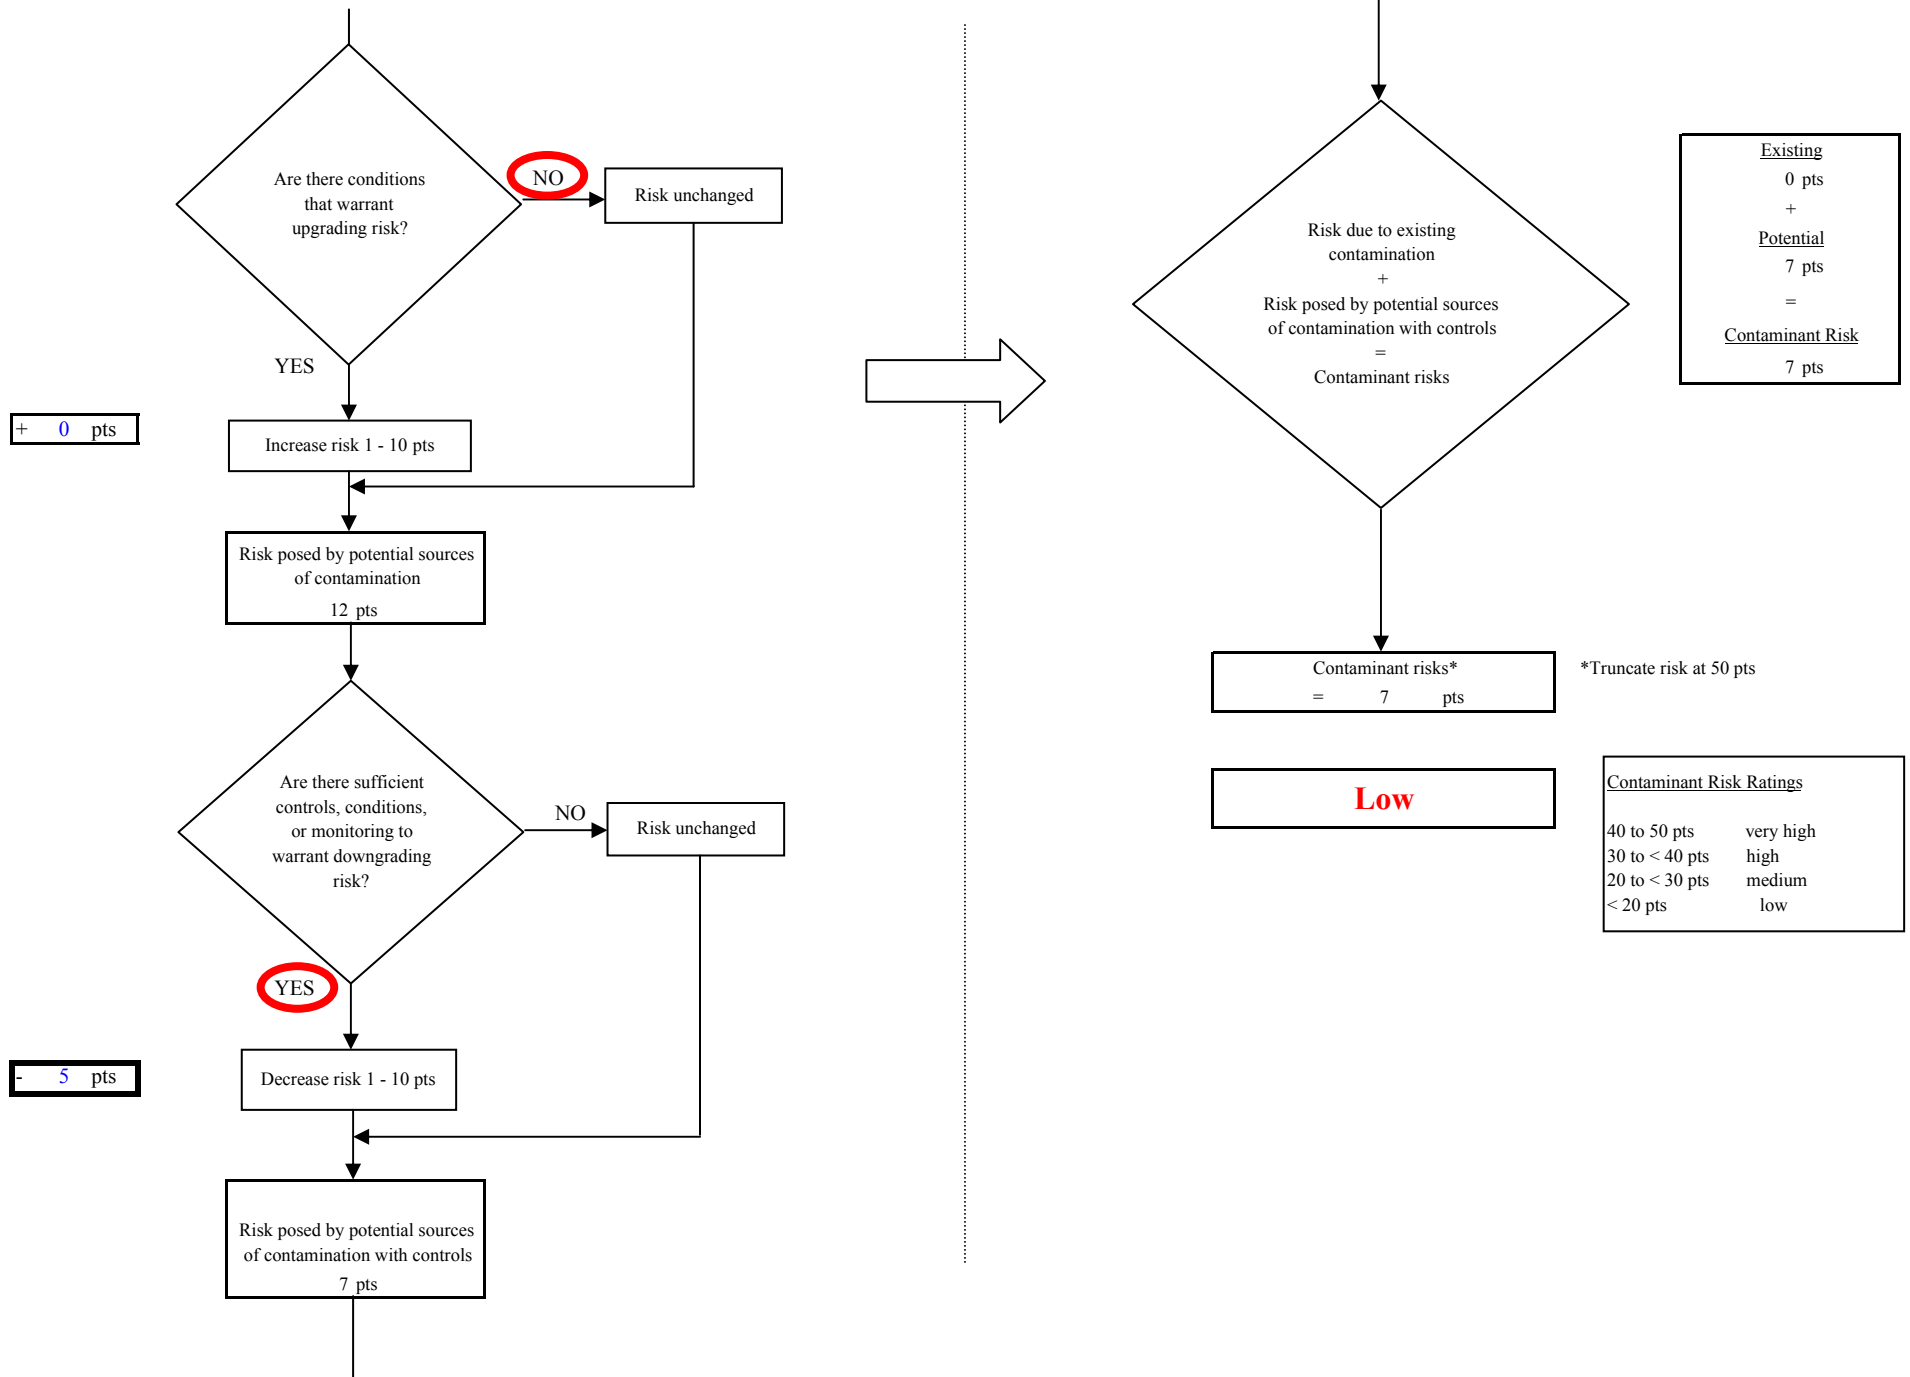 Are there conditions
that warrant
upgrading risk?
NO
Risk unchanged
YES
+ 0 pts
Increase risk 1 - 10 pts
Risk posed by potential sources
of contamination
12 pts
Are there sufficient
controls, conditions,
or monitoring to
warrant downgrading
risk?
NO
Risk unchanged
YES
- 5 pts
Decrease risk 1 - 10 pts
Risk posed by potential sources
of contamination with controls
7 pts
Risk due to existing
contamination
+
Risk posed by potential sources
of contamination with controls
=
Contaminant risks
Existing
0 pts
+
Potential
7 pts
=
Contaminant Risk
7 pts
Contaminant risks*
= 7 pts
*Truncate risk at 50 pts
Low
Contaminant Risk Ratings
40 to 50 pts very high
30 to < 40 pts high
20 to < 30 pts medium
< 20 pts low